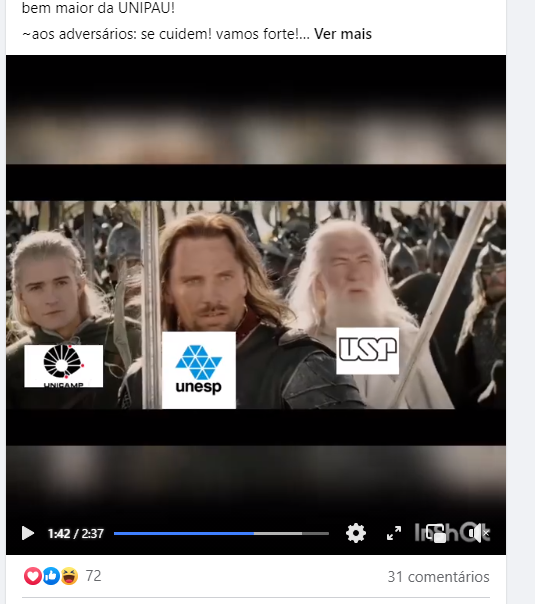 bem maior da UNIPAU!
~aos adversários: se cuidem! vamos forte!... Ver mais
UNICAMP
unesp
USP
1:42 / 2:37
InShOt
72
31 comentários